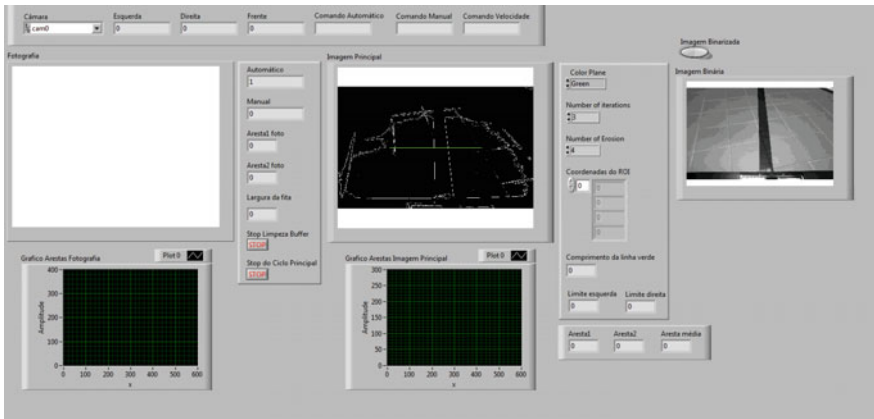 Câmara Esquerda Direita Frente Comando Automático Comando Manual Comando Velocidade
cam0 0 0 0
Imagem Binarizada
Fotografia
Automático
1
Manual
0
Aresta1 foto
0
Aresta2 foto
0
Largura da fita
0
Stop Limpeza Buffer
STOP
Stop do Ciclo Principal
STOP
Imagem Principal
Color Plane
Green
Number of iterations
3
Number of Erosion
4
Coordenadas do ROI
0 0
0
0
0
Comprimento da linha verde
0
Limite esquerda Limite direita
0 0
Aresta1 Aresta2 Aresta média
0 0 0
Imagem Binária
Grafico Arestas Fotografia Plot 0
Amplitude
400
300
200
100
0
0 100 200 300 400 500 600
x
Grafico Arestas Imagem Principal Plot 0
Amplitude
300
250
200
150
100
50
0
0 100 200 300 400 500 600
x